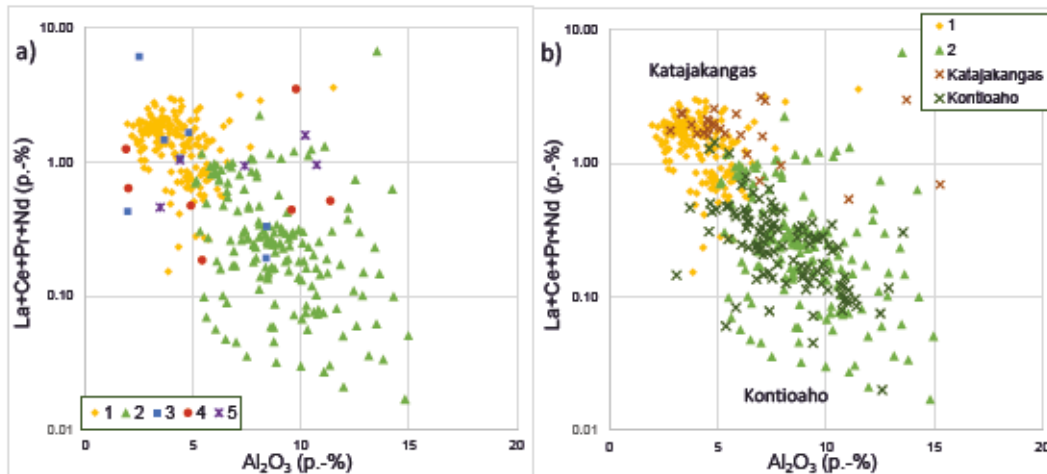 a)
10.00
1.00
0.10
0.01
La+Ce+Pr+Nd (p.-%)
1 2 3 4 5
0 5 10 15 20
Al₂O₃ (p.-%)
b)
1
2
Katajakangas
Kontioaho
10.00
1.00
0.10
0.01
La+Ce+Pr+Nd (p.-%)
Katajakangas
Kontioaho
0 5 10 15 20
Al₂O₃ (p.-%)